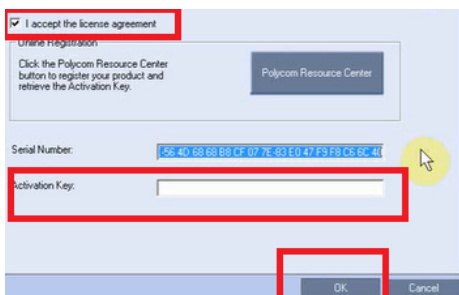 I accept the license agreement
Online Registration
Click the Polycom Resource Center
button to register your product and
retrieve the Activation Key.
Polycom Resource Center
Serial Number:
-56 4D 68 68 B8 CF 07 7E-83 E0 47 F9 F8 C6 6C 40
Activation Key:
OK
Cancel